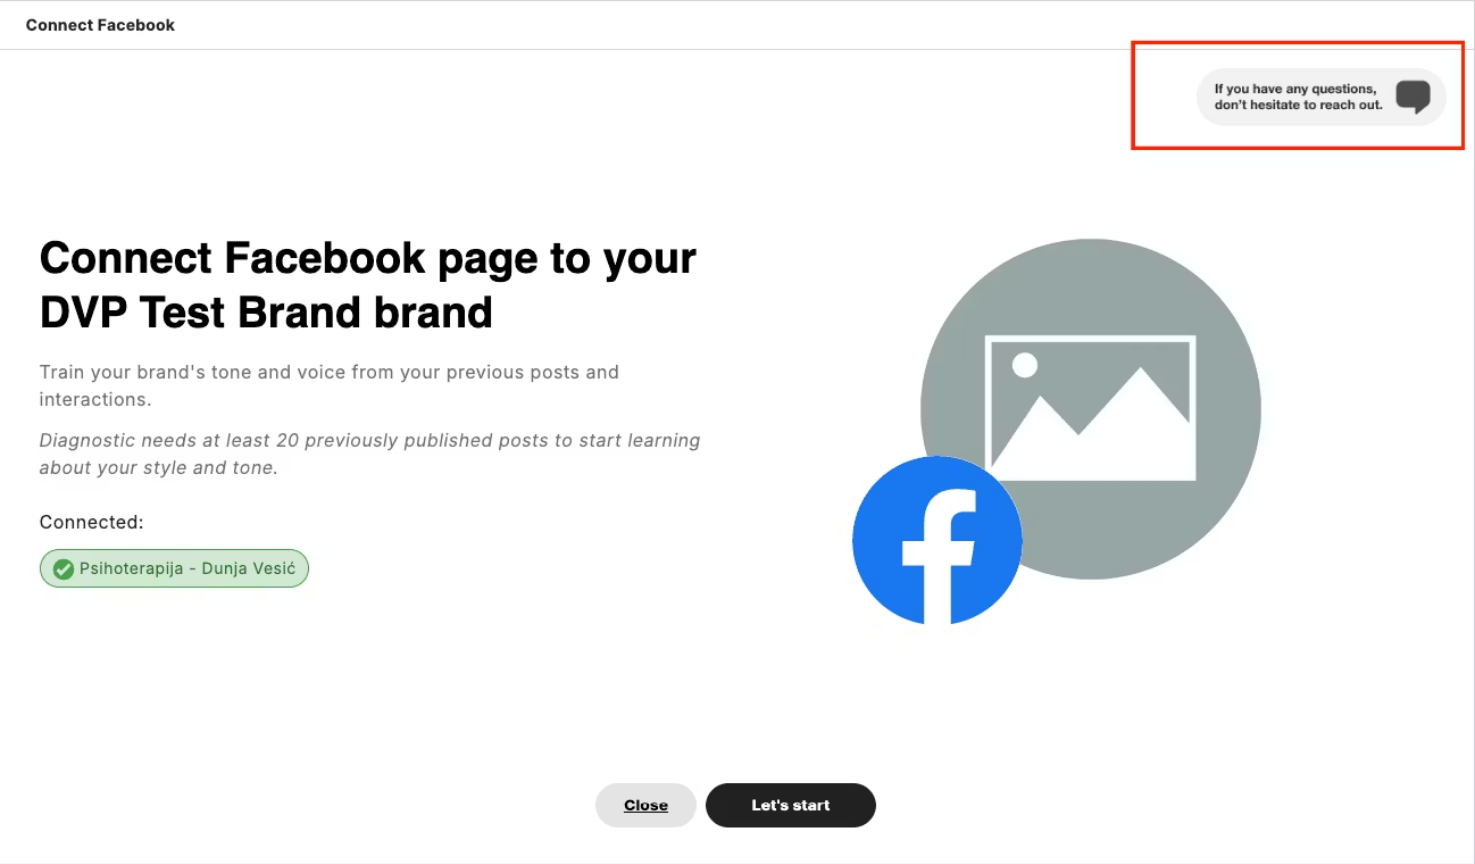 Connect Facebook
If you have any questions,
don't hesitate to reach out.
Connect Facebook page to your
DVP Test Brand brand
Train your brand's tone and voice from your previous posts and
interactions.
Diagnostic needs at least 20 previously published posts to start learning
about your style and tone.
Connected:
Psihoterapija - Dunja Vesić
Close
Let's start